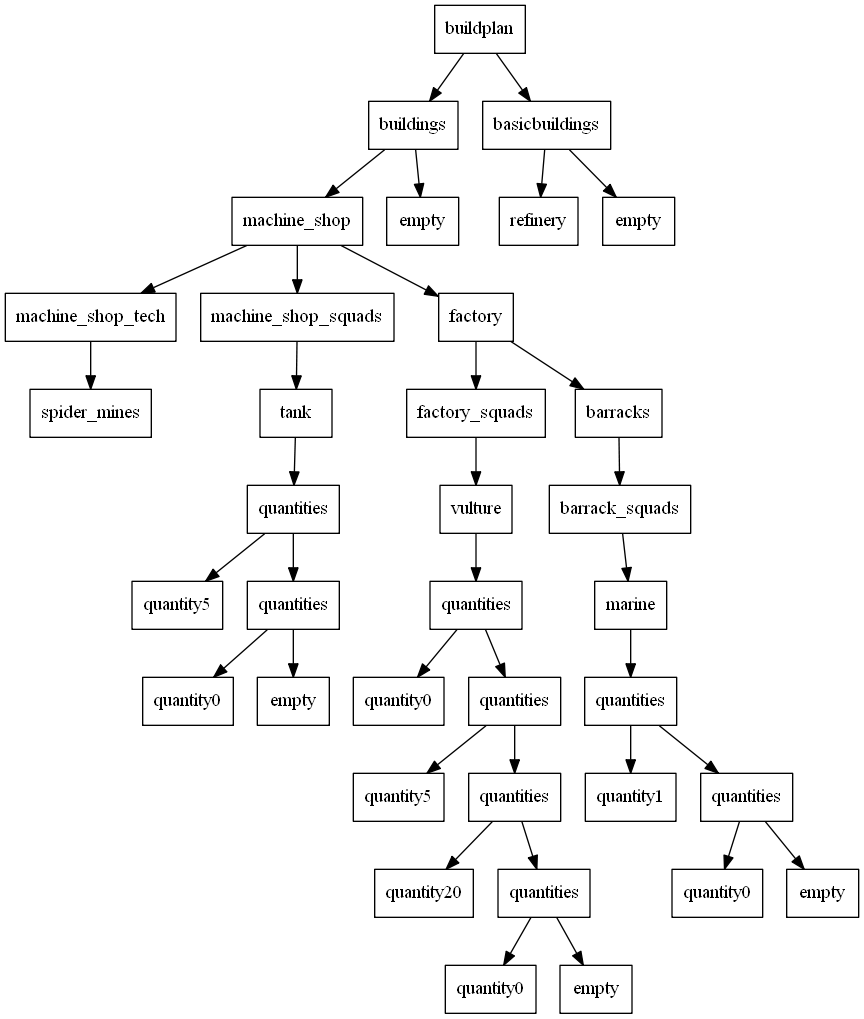 buildplan
buildings
basicbuildings
machine_shop
empty
refinery
empty
machine_shop_tech
machine_shop_squads
factory
spider_mines
tank
factory_squads
barracks
quantities
vulture
barrack_squads
quantity5
quantities
quantities
marine
quantity0
empty
quantity0
quantities
quantities
quantity5
quantities
quantity1
quantities
quantity20
quantities
quantity0
empty
quantity0
empty